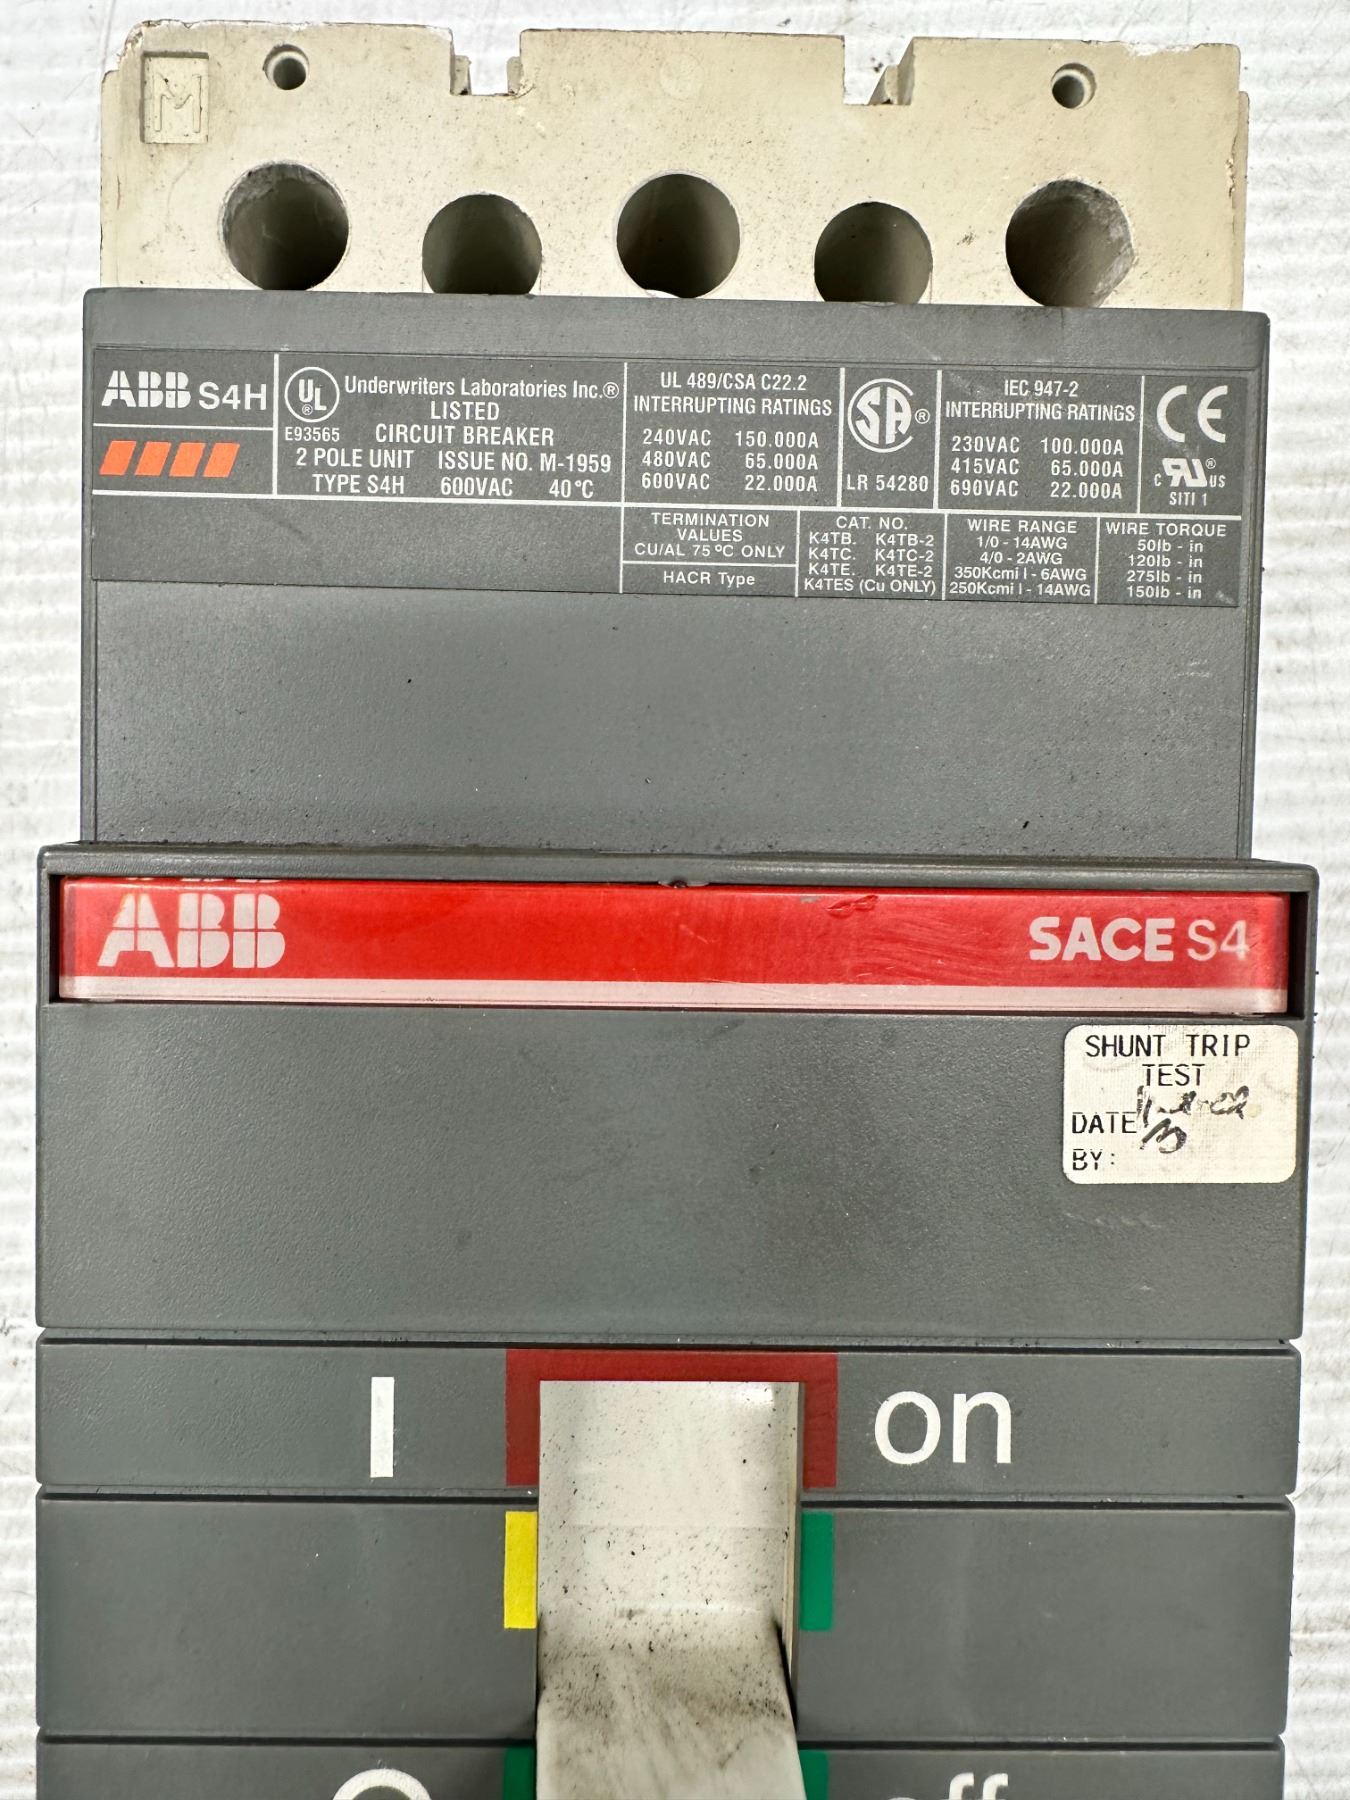 M
ABB S4H
UL ® Underwriters Laboratories Inc.®
LISTED
E93565 CIRCUIT BREAKER
2 POLE UNIT ISSUE NO. M-1959
TYPE S4H 600VAC 40°C
UL 489/CSA C22.2
INTERRUPTING RATINGS
240VAC 150.000A
480VAC 65.000A
600VAC 22.000A
SA ®
LR 54280
IEC 947-2
INTERRUPTING RATINGS
230VAC 100.000A
415VAC 65.000A
690VAC 22.000A
CE
C RU ® US
SITI 1
TERMINATION
VALUES
CU/AL 75°C ONLY
HACR Type
CAT. NO.
K4TB. K4TB-2
K4TC. K4TC-2
K4TE. K4TE-2
K4TES (Cu ONLY)
WIRE RANGE
1/0 - 14AWG
4/0 - 2AWG
350Kcmil - 6AWG
250Kcmil - 14AWG
WIRE TORQUE
50lb - in
120lb - in
275lb - in
150lb - in
ABB SACE S4
SHUNT TRIP
TEST
DATE
BY:
I on